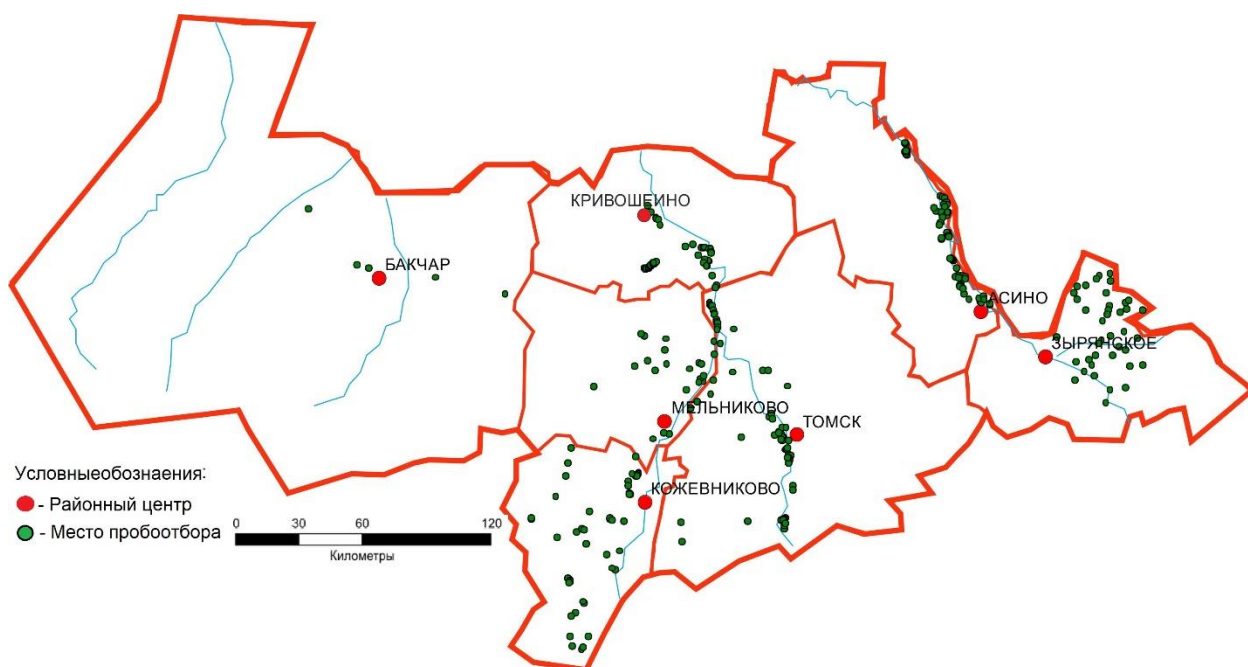 КРИВОШЕИНО
БАКЧАР
АСИНО
ЗЫРЯНСКОЕ
МЕЛЬНИКОВО
ТОМСК
КОЖЕВНИКОВО
Условныеобознаения:
- Районный центр
- Место пробоотбора
0 30 60 120
Километры